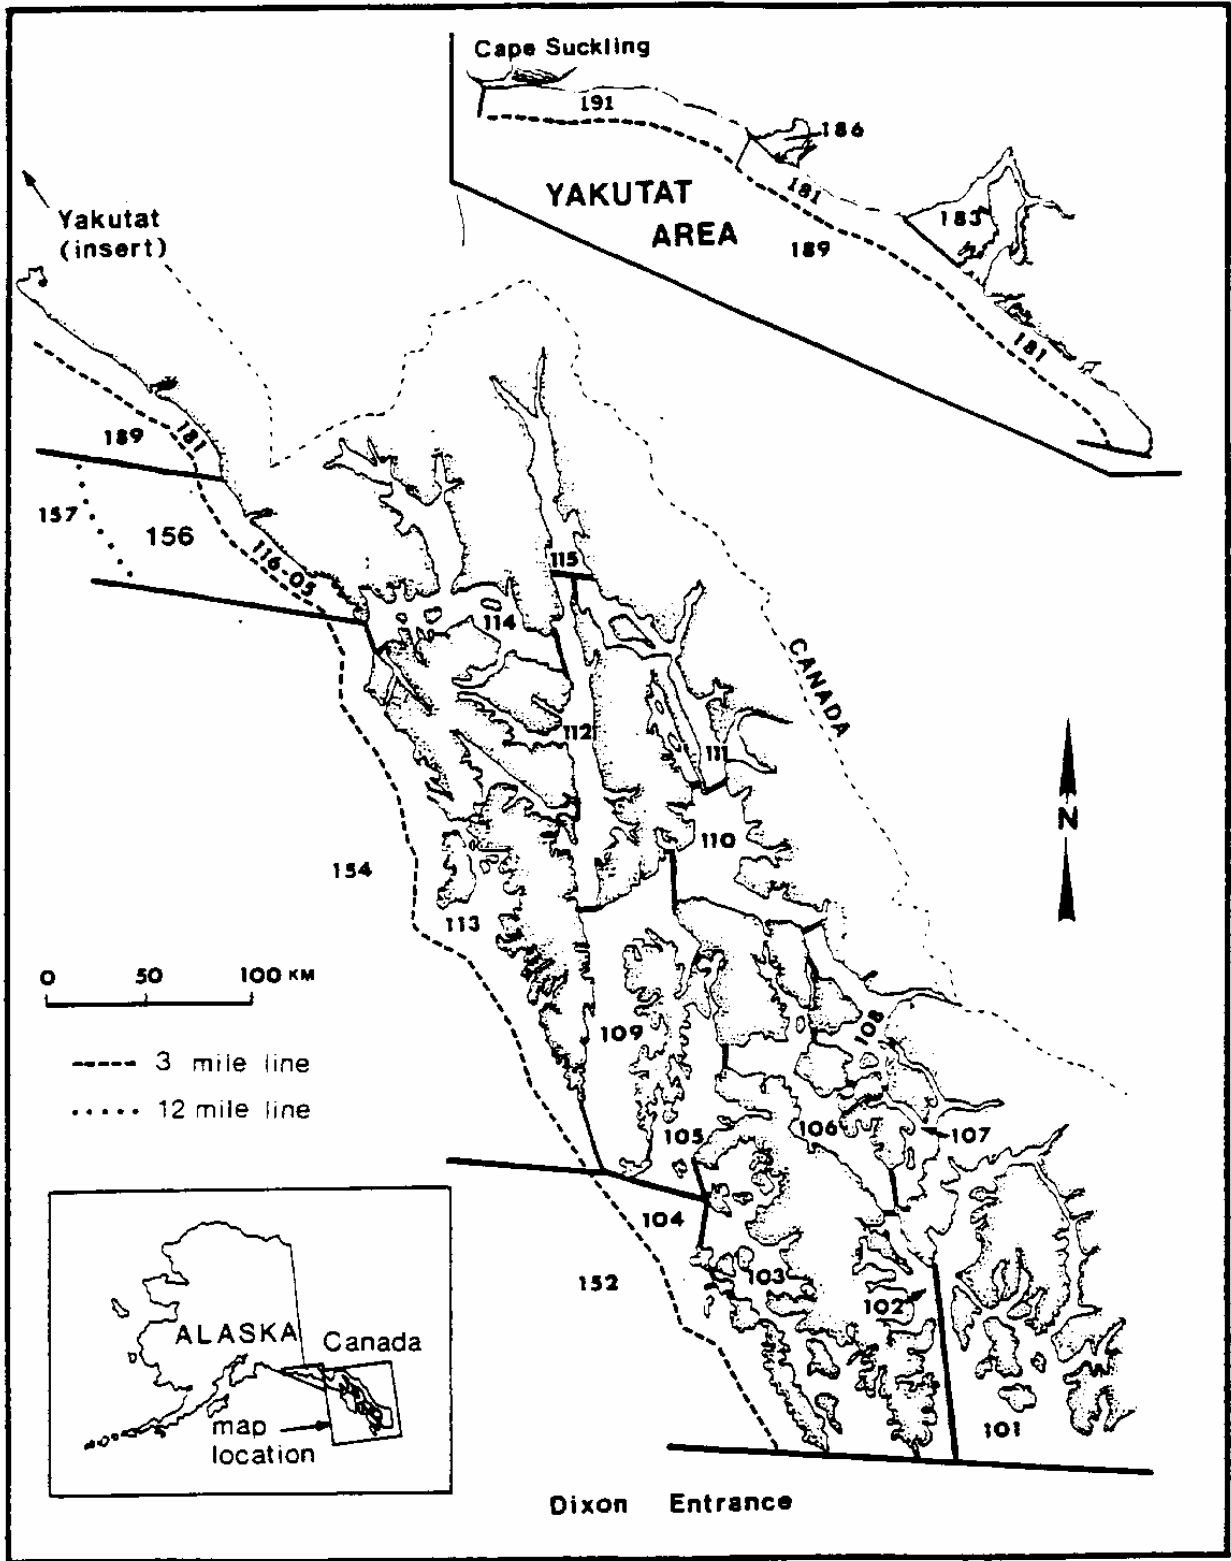 Cape Suckling
191
186
181
YAKUTAT
AREA
183
189
181
Yakutat
(insert)
189
181
157
156
116-05
115
114
CANADA
112
111
110
N
154
113
0 50 100 KM
109
108
3 mile line
12 mile line
105
106
107
104
152
103
102
101
ALASKA
Canada
map
location
Dixon Entrance